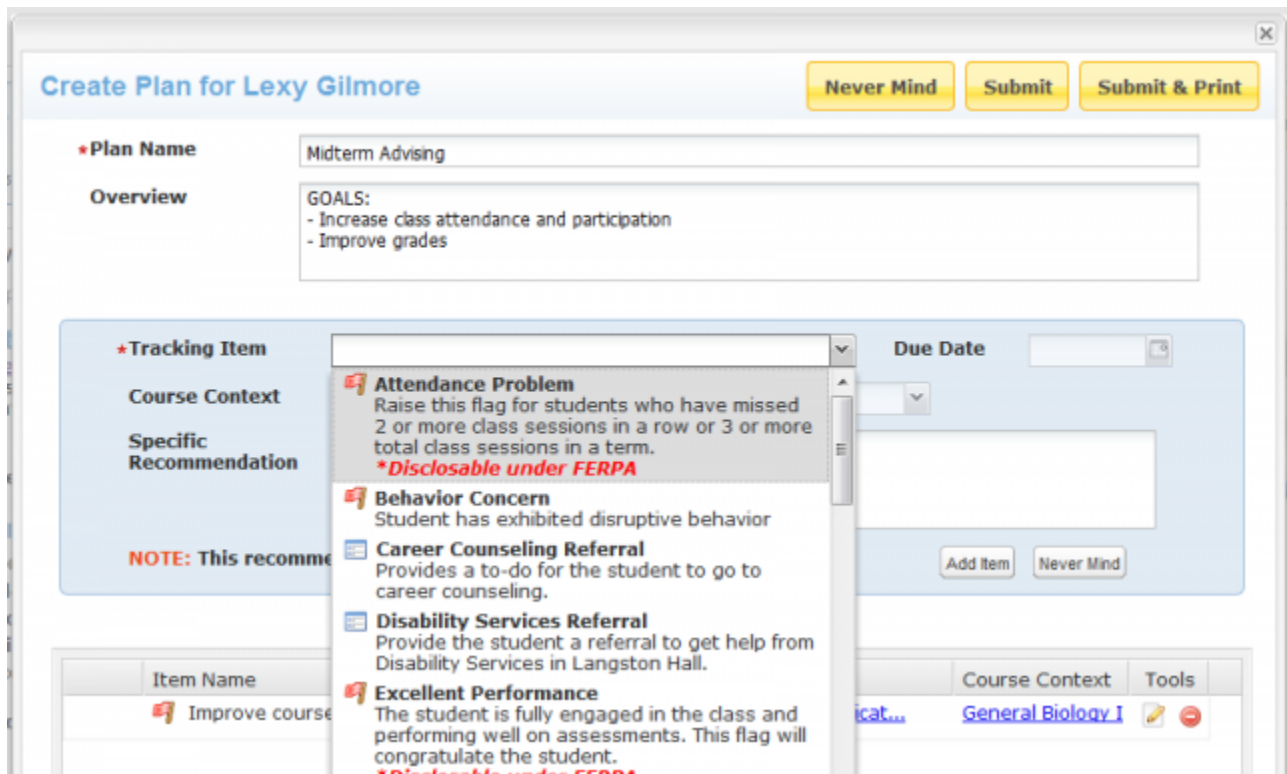 Create Plan for Lexy Gilmore
Never Mind
Submit
Submit & Print
*Plan Name
Midterm Advising
Overview
GOALS:
- Increase class attendance and participation
- Improve grades
*Tracking Item
Due Date
Course Context
Specific
Recommendation
Attendance Problem
Raise this flag for students who have missed
2 or more class sessions in a row or 3 or more
total class sessions in a term.
*Disclosable under FERPA
Behavior Concern
Student has exhibited disruptive behavior
Career Counseling Referral
Provides a to-do for the student to go to
career counseling.
Disability Services Referral
Provide the student a referral to get help from
Disability Services in Langston Hall.
Excellent Performance
The student is fully engaged in the class and
performing well on assessments. This flag will
congratulate the student.
*Disclosable under FERPA
NOTE: This recomme
Add Item
Never Mind
Item Name
Course Context
Tools
Improve course
icat...
General Biology I